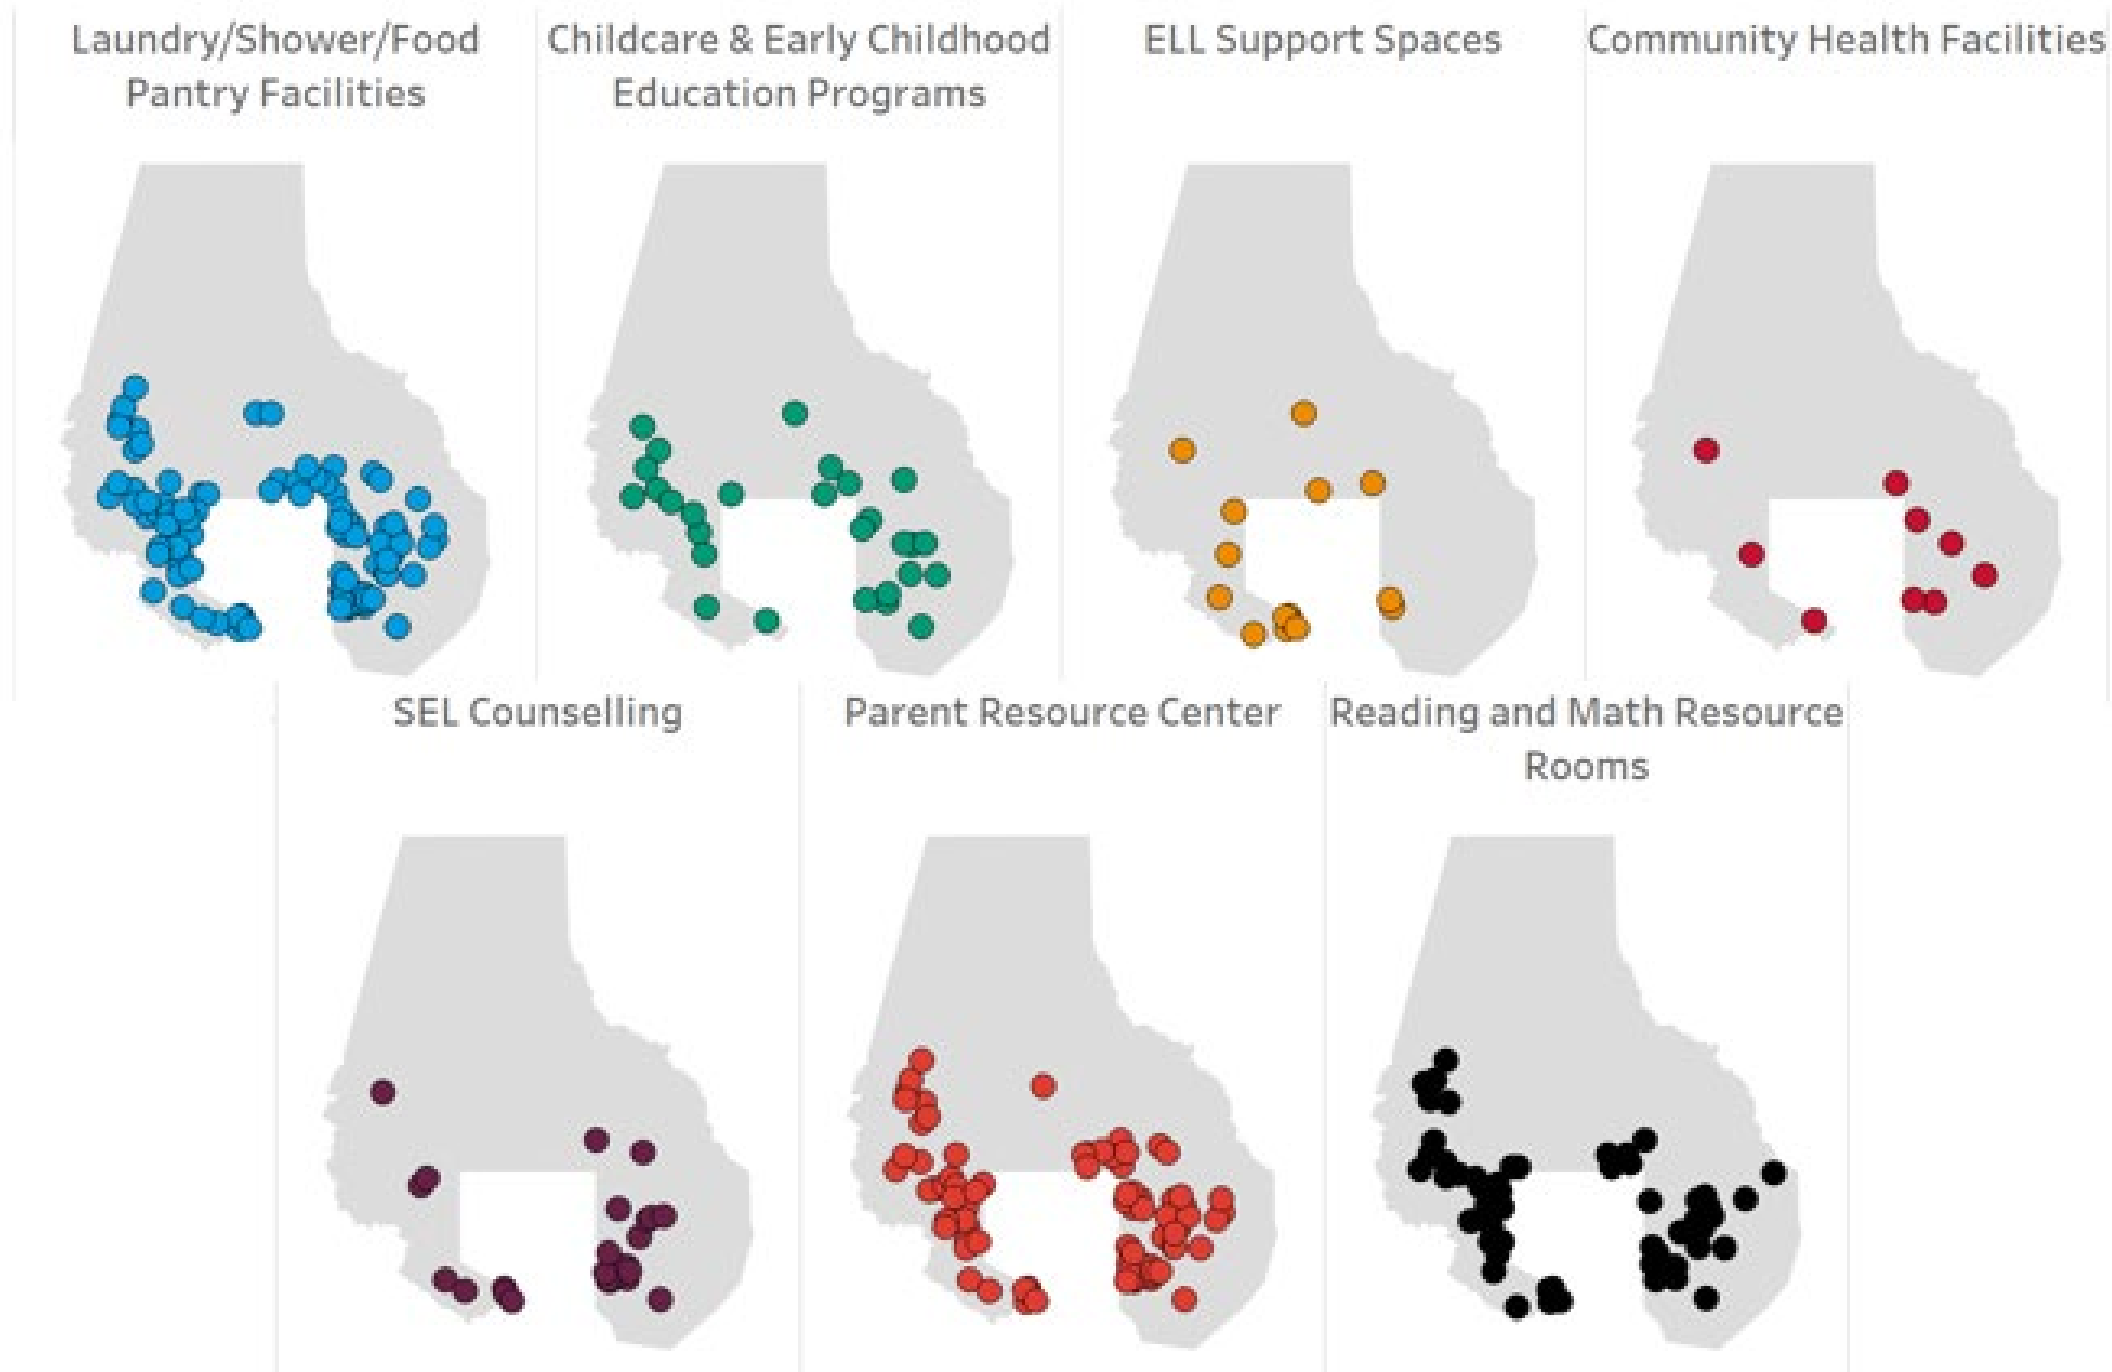 Laundry/Shower/Food
Pantry Facilities
Childcare & Early Childhood
Education Programs
ELL Support Spaces
Community Health Facilities
SEL Counselling
Parent Resource Center
Reading and Math Resource
Rooms